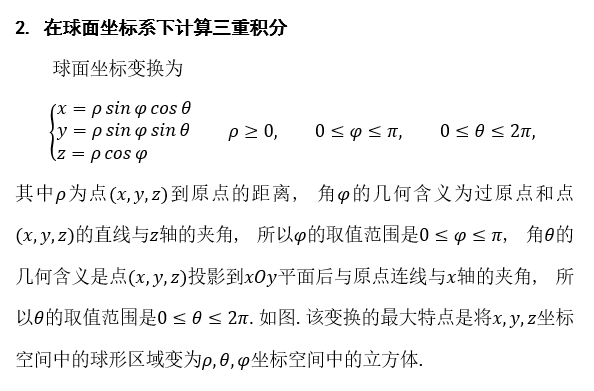 2. 在球面坐标系下计算三重积分
球面坐标变换为
{x = ρ sin φ cos θ
y = ρ sin φ sin θ ρ ≥ 0, 0 ≤ φ ≤ π, 0 ≤ θ ≤ 2π,
z = ρ cos φ
其中ρ为点(x, y, z)到原点的距离, 角φ的几何含义为过原点和点
(x, y, z)的直线与z轴的夹角, 所以φ的取值范围是0 ≤ φ ≤ π, 角θ的
几何含义是点(x, y, z)投影到xOy平面后与原点连线与x轴的夹角, 所
以θ的取值范围是0 ≤ θ ≤ 2π. 如图. 该变换的最大特点是将x, y, z坐标
空间中的球形区域变为ρ, θ, φ坐标空间中的立方体.